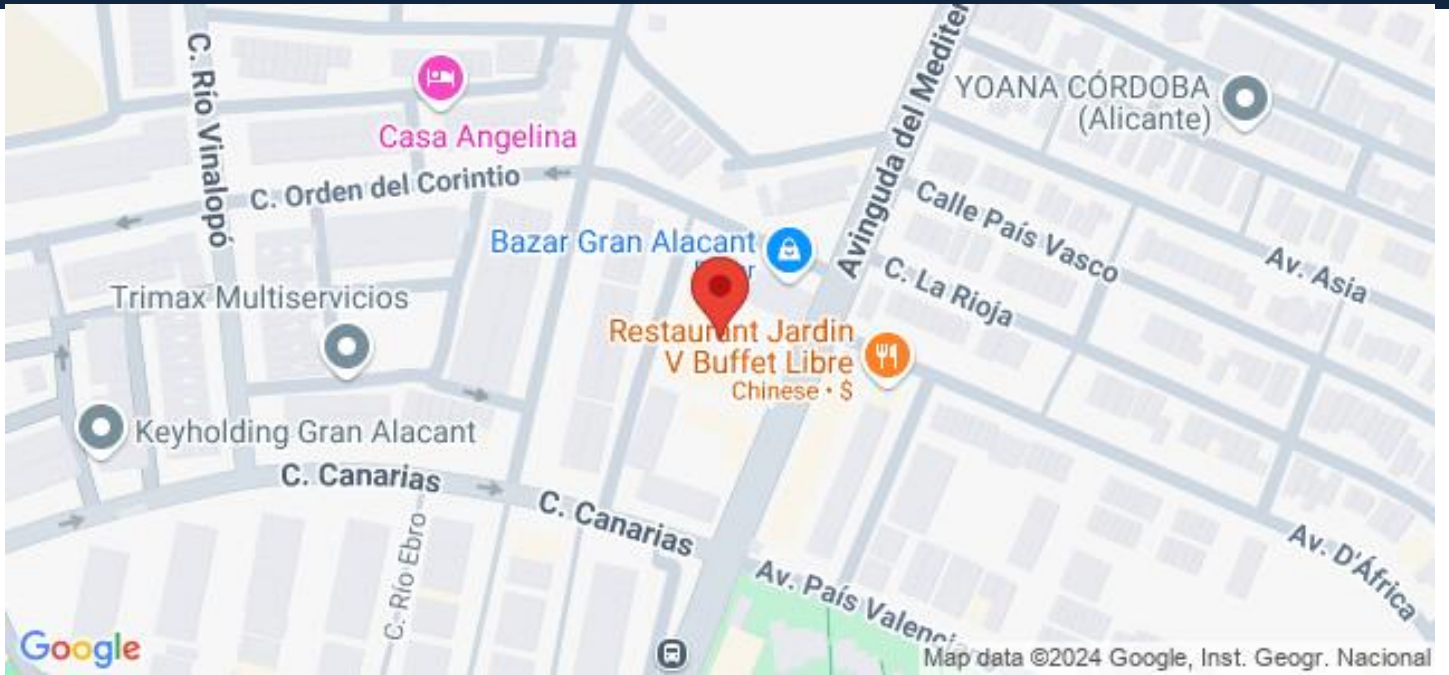 C. Río Vinalopó
Casa Angelina
YOANA CÓRDOBA
(Alicante)
Avinguda del Mediter
C. Orden del Corintio
Calle País Vasco
Bazar Gran Alacant
Av. Asia
C. La Rioja
Trimax Multiservicios
Restaurant Jardin
V Buffet Libre
Chinese • $
Keyholding Gran Alacant
C. Canarias
C. Canarias
C. Río Ebro
Av. D'África
Av. País Valencia
Google
Map data ©2024 Google, Inst. Geogr. Nacional